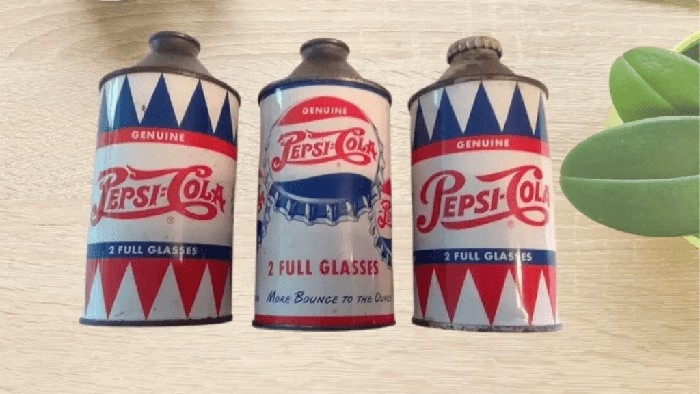 GENUINE
PEPSI-COLA
2 FULL GLASSES
GENUINE
PEPSI-COLA
2 FULL GLASSES
MORE BOUNCE TO THE
GENUINE
PEPSI-COLA
2 FULL GLASSES